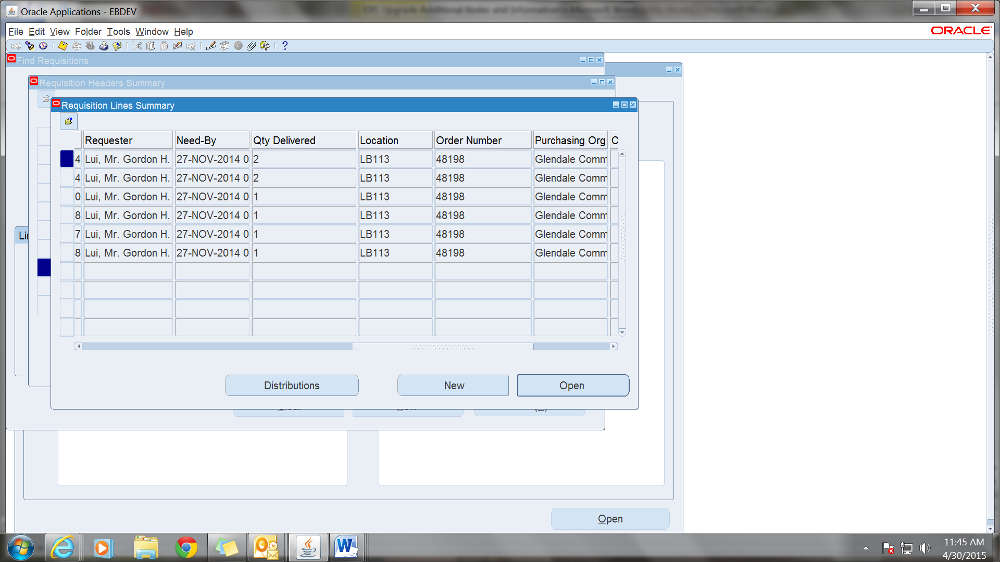 Oracle Applications - EBDEV
File Edit View Folder Tools Window Help
ORACLE
Find Requisitions
Requisition Headers Summary
Requisition Lines Summary
Requester Need-By Qty Delivered Location Order Number Purchasing Org C
4 Lui, Mr. Gordon H. 27-NOV-2014 0 2 LB113 48198 Glendale Comm
4 Lui, Mr. Gordon H. 27-NOV-2014 0 2 LB113 48198 Glendale Comm
0 Lui, Mr. Gordon H. 27-NOV-2014 0 1 LB113 48198 Glendale Comm
8 Lui, Mr. Gordon H. 27-NOV-2014 0 1 LB113 48198 Glendale Comm
7 Lui, Mr. Gordon H. 27-NOV-2014 0 1 LB113 48198 Glendale Comm
8 Lui, Mr. Gordon H. 27-NOV-2014 0 1 LB113 48198 Glendale Comm
Distributions New Open
Open
11:45 AM
4/30/2015